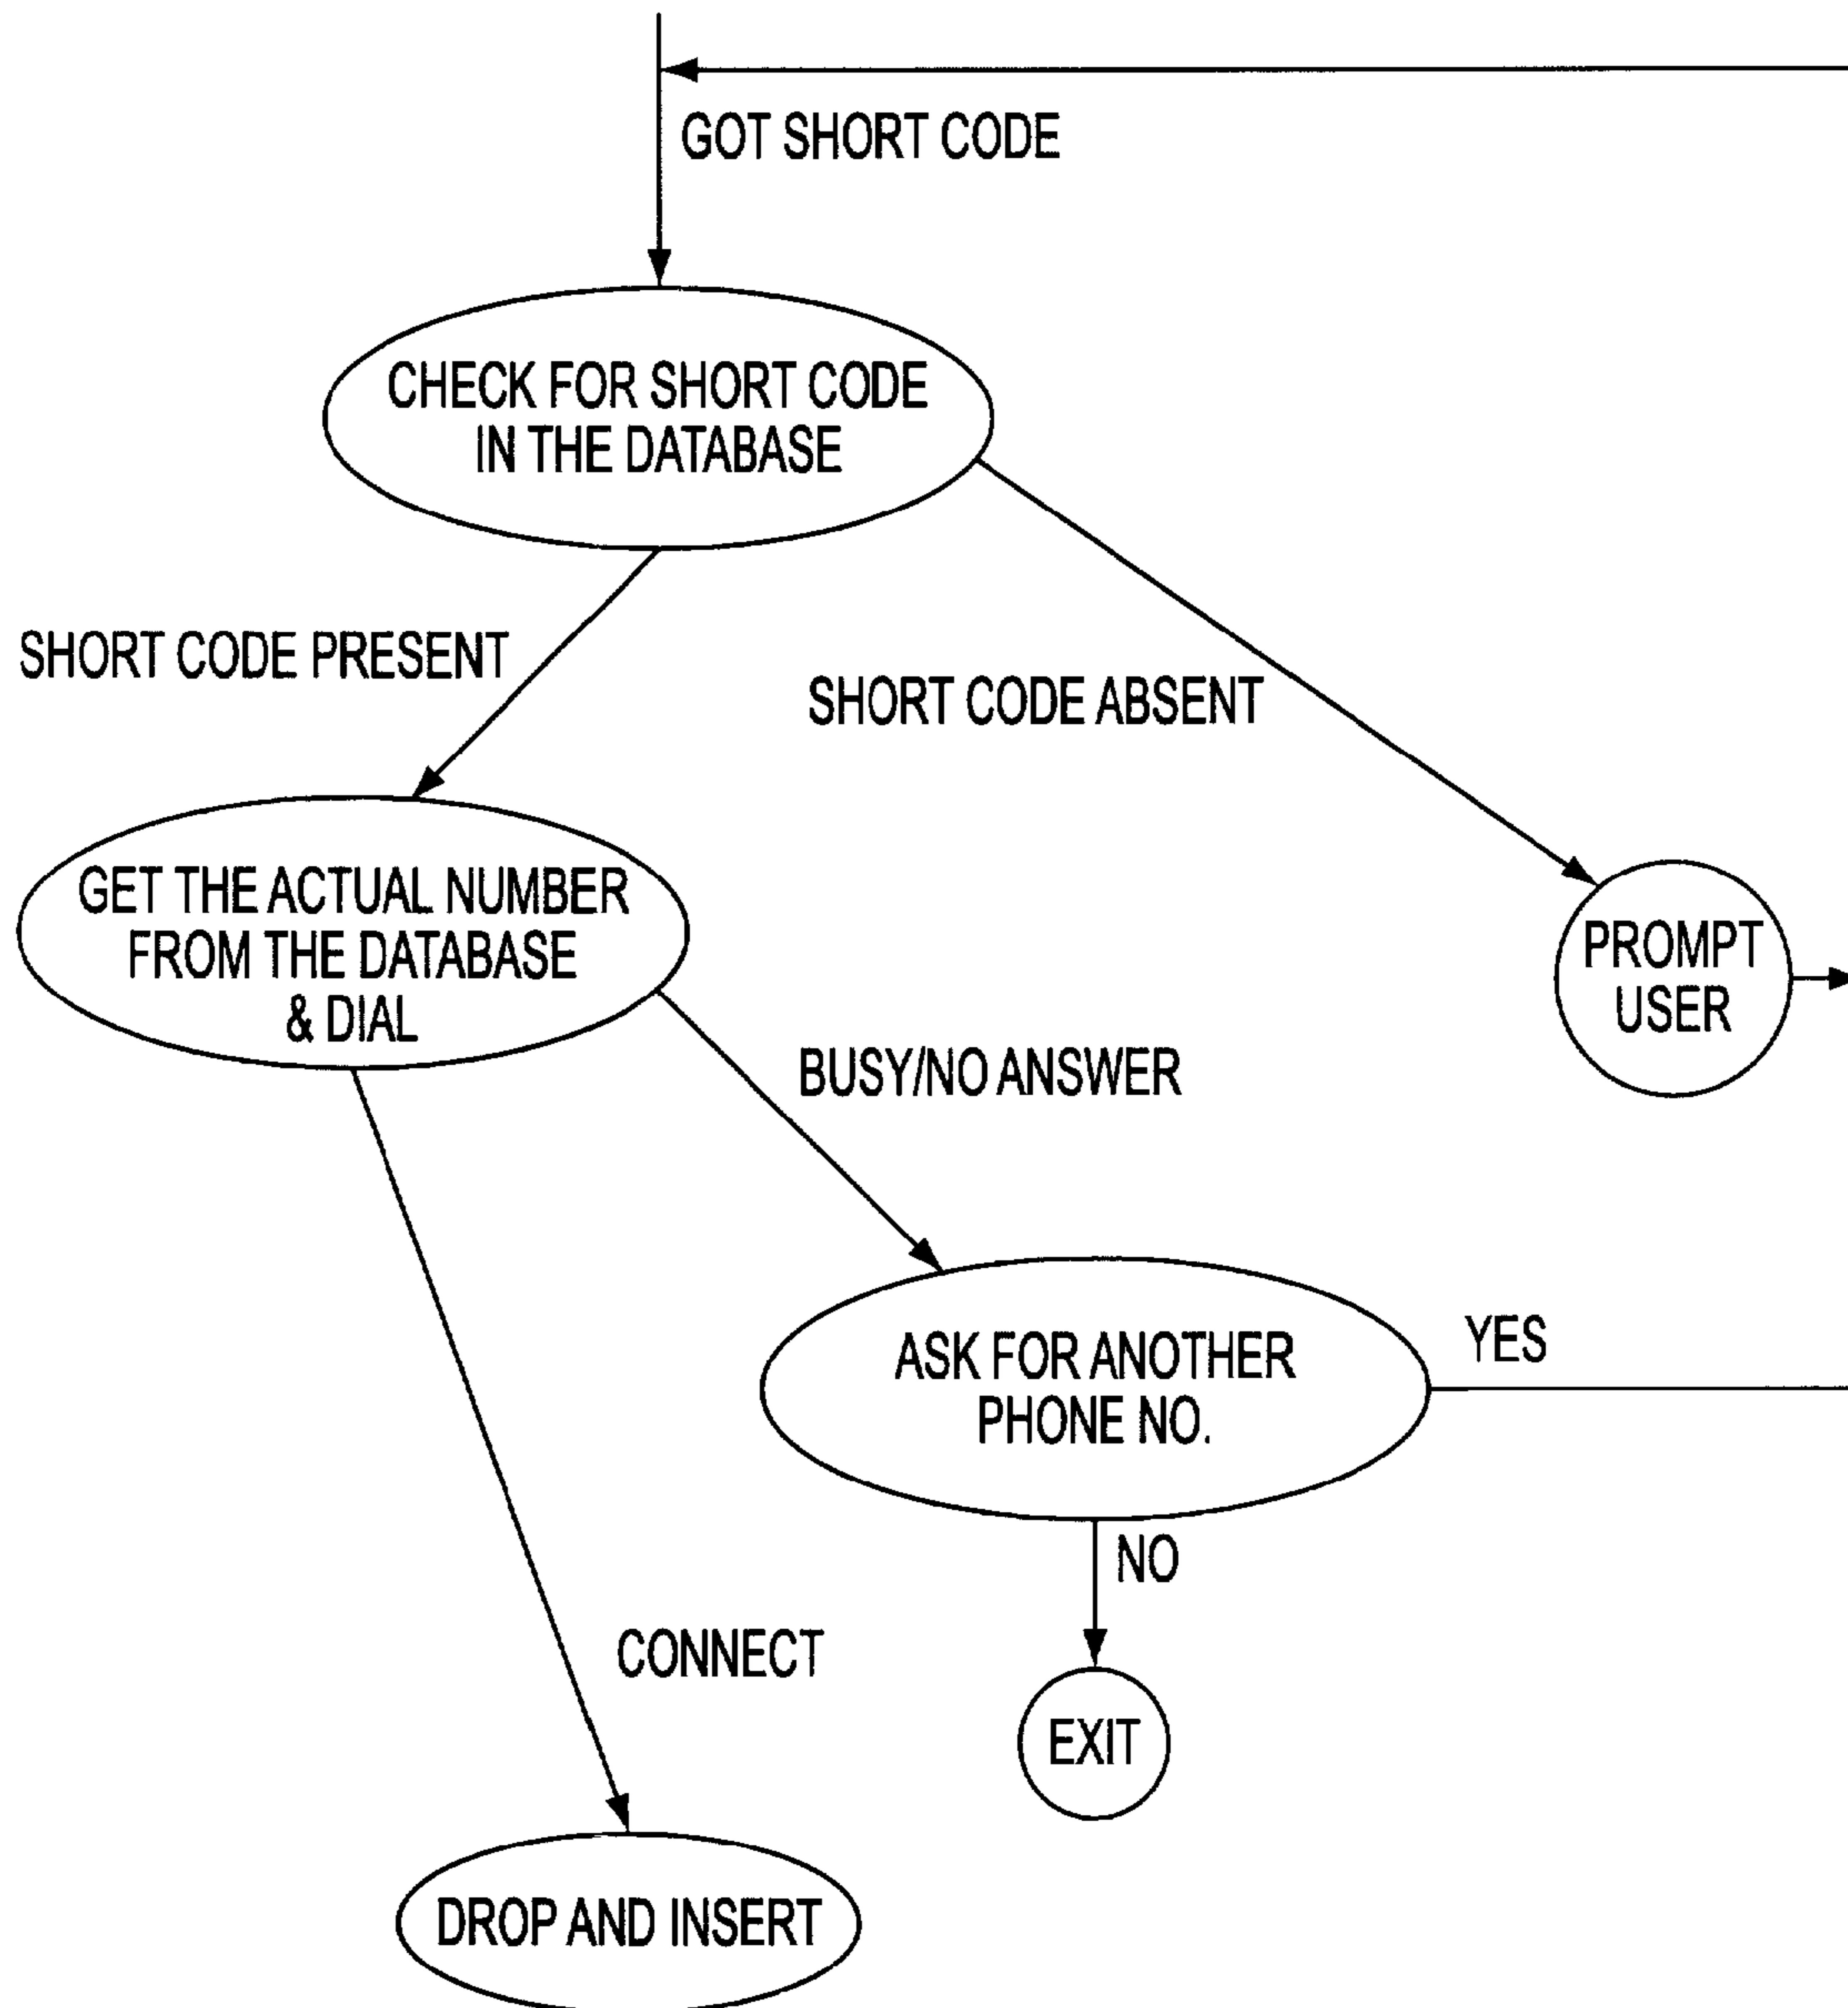 GOT SHORT CODE
CHECK FOR SHORT CODE
IN THE DATABASE
SHORT CODE PRESENT
SHORT CODE ABSENT
GET THE ACTUAL NUMBER
FROM THE DATABASE
& DIAL
PROMPT
USER
BUSY/NO ANSWER
ASK FOR ANOTHER
PHONE NO.
YES
NO
CONNECT
EXIT
DROP AND INSERT